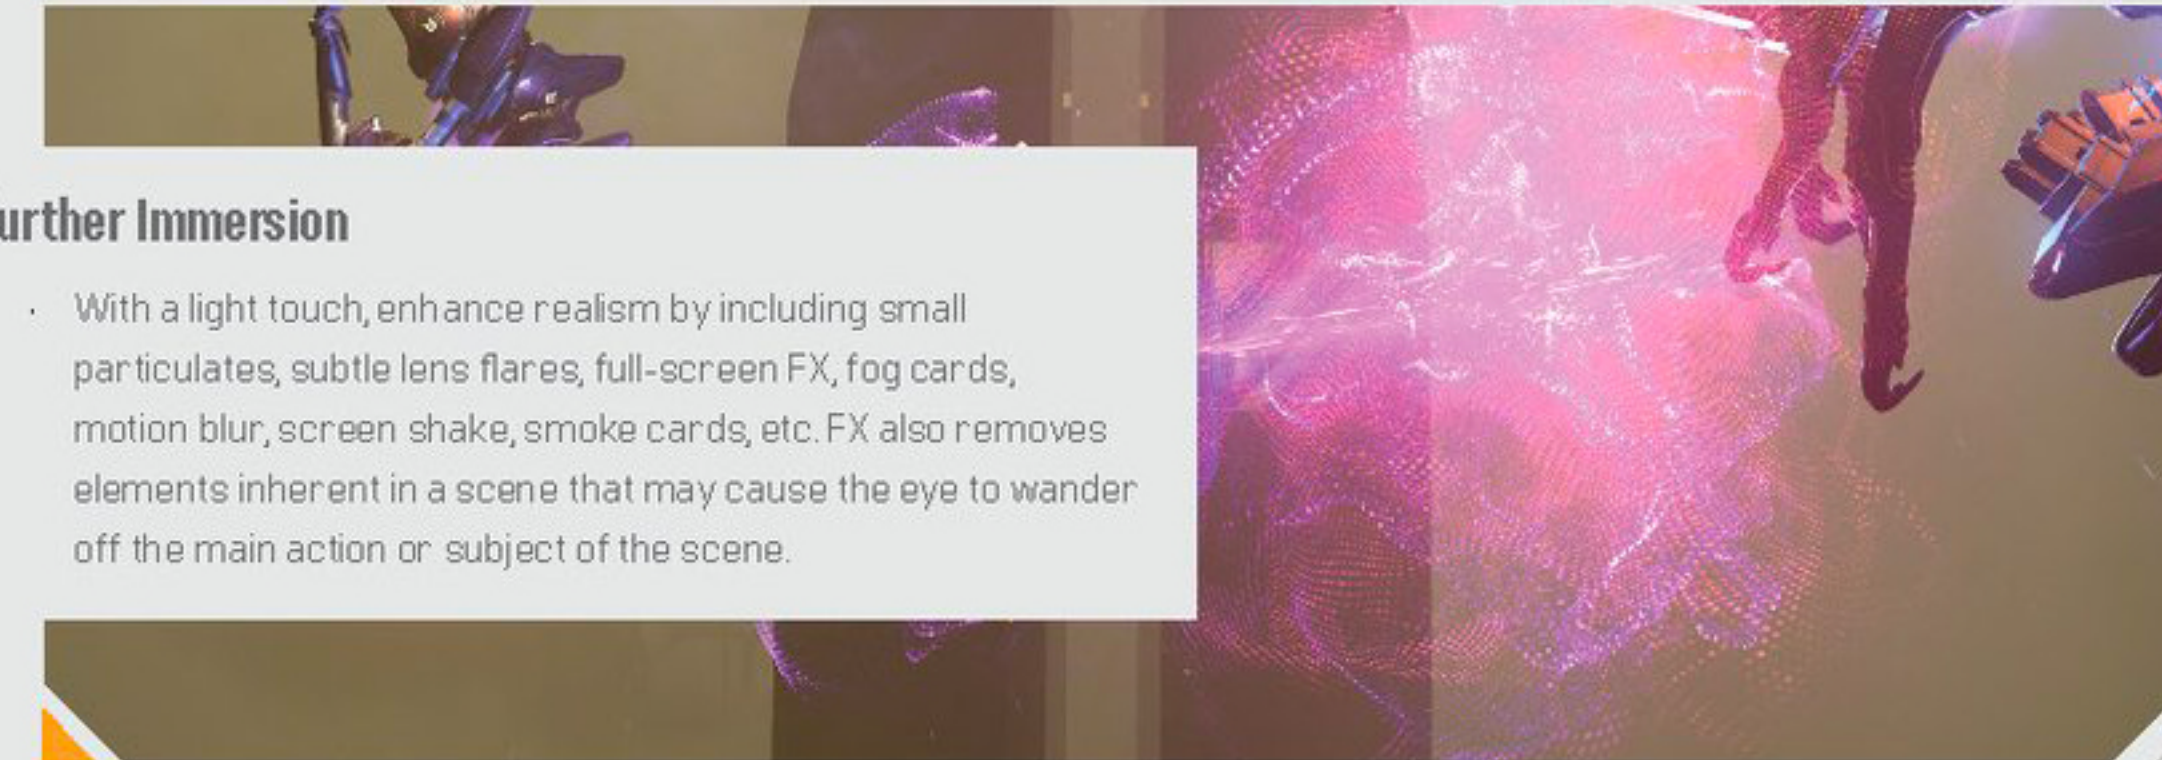 urther Immersion
· With a light touch, enhance realism by including small
particulates, subtle lens flares, full-screen FX, fog cards,
motion blur, screen shake, smoke cards, etc. FX also removes
elements inherent in a scene that may cause the eye to wander
off the main action or subject of the scene.